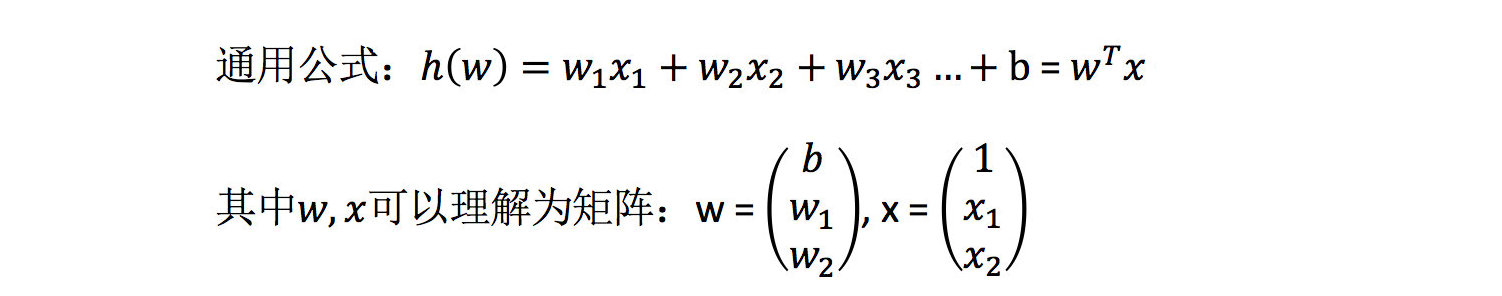 通用公式：h(w) = w₁x₁ + w₂x₂ + w₃x₃ … + b = wᵀx
其中w, x可以理解为矩阵：w = (b w₁ w₂), x = (1 x₁ x₂)